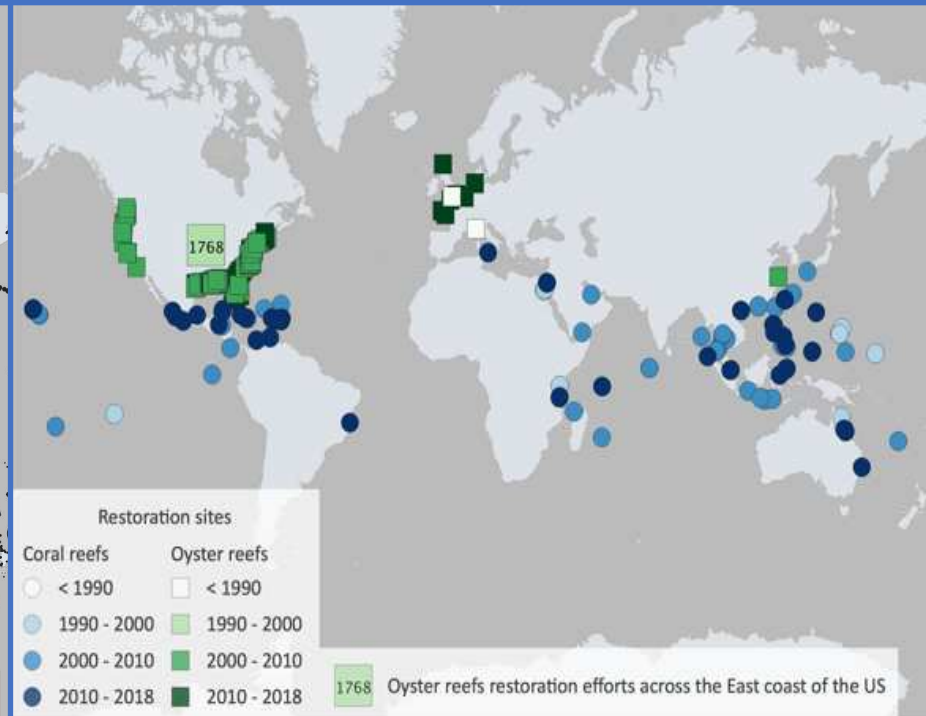 1768
Restoration sites
Coral reefs Oyster reefs
< 1990 < 1990
1990 - 2000 1990 - 2000
2000 - 2010 2000 - 2010
2010 - 2018 2010 - 2018
1768 Oyster reefs restoration efforts across the East coast of the US